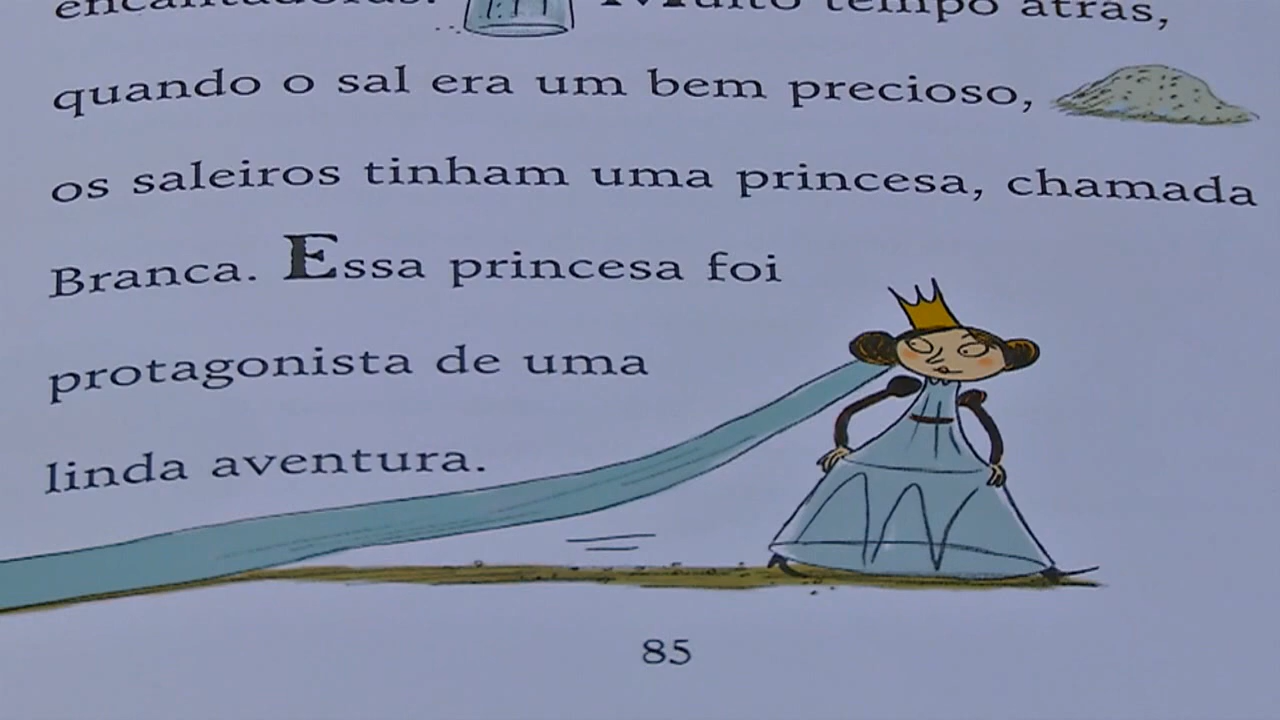 encantadoras. Muito tempo atrás,
quando o sal era um bem precioso,
os saleiros tinham uma princesa, chamada
Branca. Essa princesa foi
protagonista de uma
linda aventura.
85